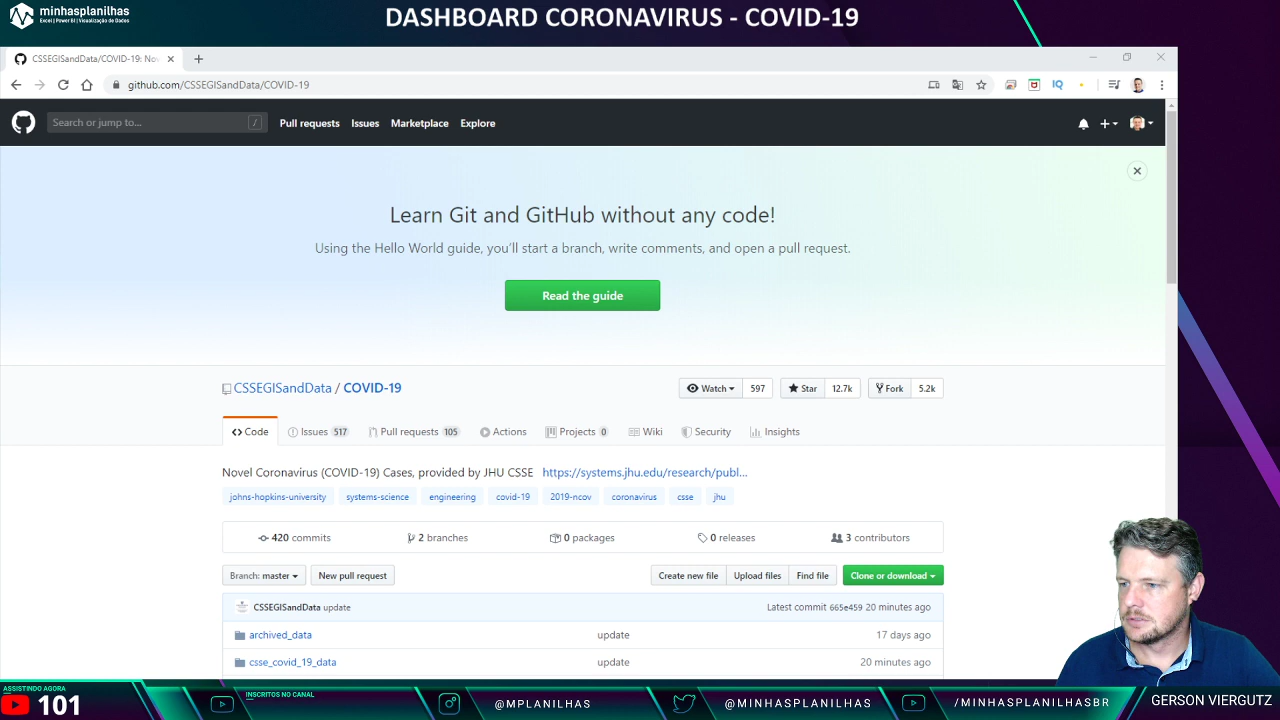 minhasplanilhas
Excel | Power BI | Visualização de Dados
DASHBOARD CORONAVIRUS - COVID-19
CSSEGISandData/COVID-19: No
github.com/CSSEGISandData/COVID-19
Search or jump to...
/
Pull requests
Issues
Marketplace
Explore
Learn Git and GitHub without any code!
Using the Hello World guide, you'll start a branch, write comments, and open a pull request.
Read the guide
CSSEGISandData / COVID-19
Watch 597
Star 12.7k
Fork 5.2k
Code
Issues 517
Pull requests 105
Actions
Projects 0
Wiki
Security
Insights
Novel Coronavirus (COVID-19) Cases, provided by JHU CSSE https://systems.jhu.edu/research/publ...
johns-hopkins-university
systems-science
engineering
covid-19
2019-ncov
coronavirus
csse
jhu
420 commits
2 branches
0 packages
0 releases
3 contributors
Branch: master
New pull request
Create new file
Upload files
Find file
Clone or download
CSSEGISandData update
Latest commit 665e459 20 minutes ago
archived_data
update
17 days ago
csse_covid_19_data
update
20 minutes ago
ASSISTINDO AGORA
101
INSCRITOS NO CANAL
@MPLANILHAS
@MINHASPLANILHAS
/MINHASPLANILHASBR
GERSON VIERGUTZ